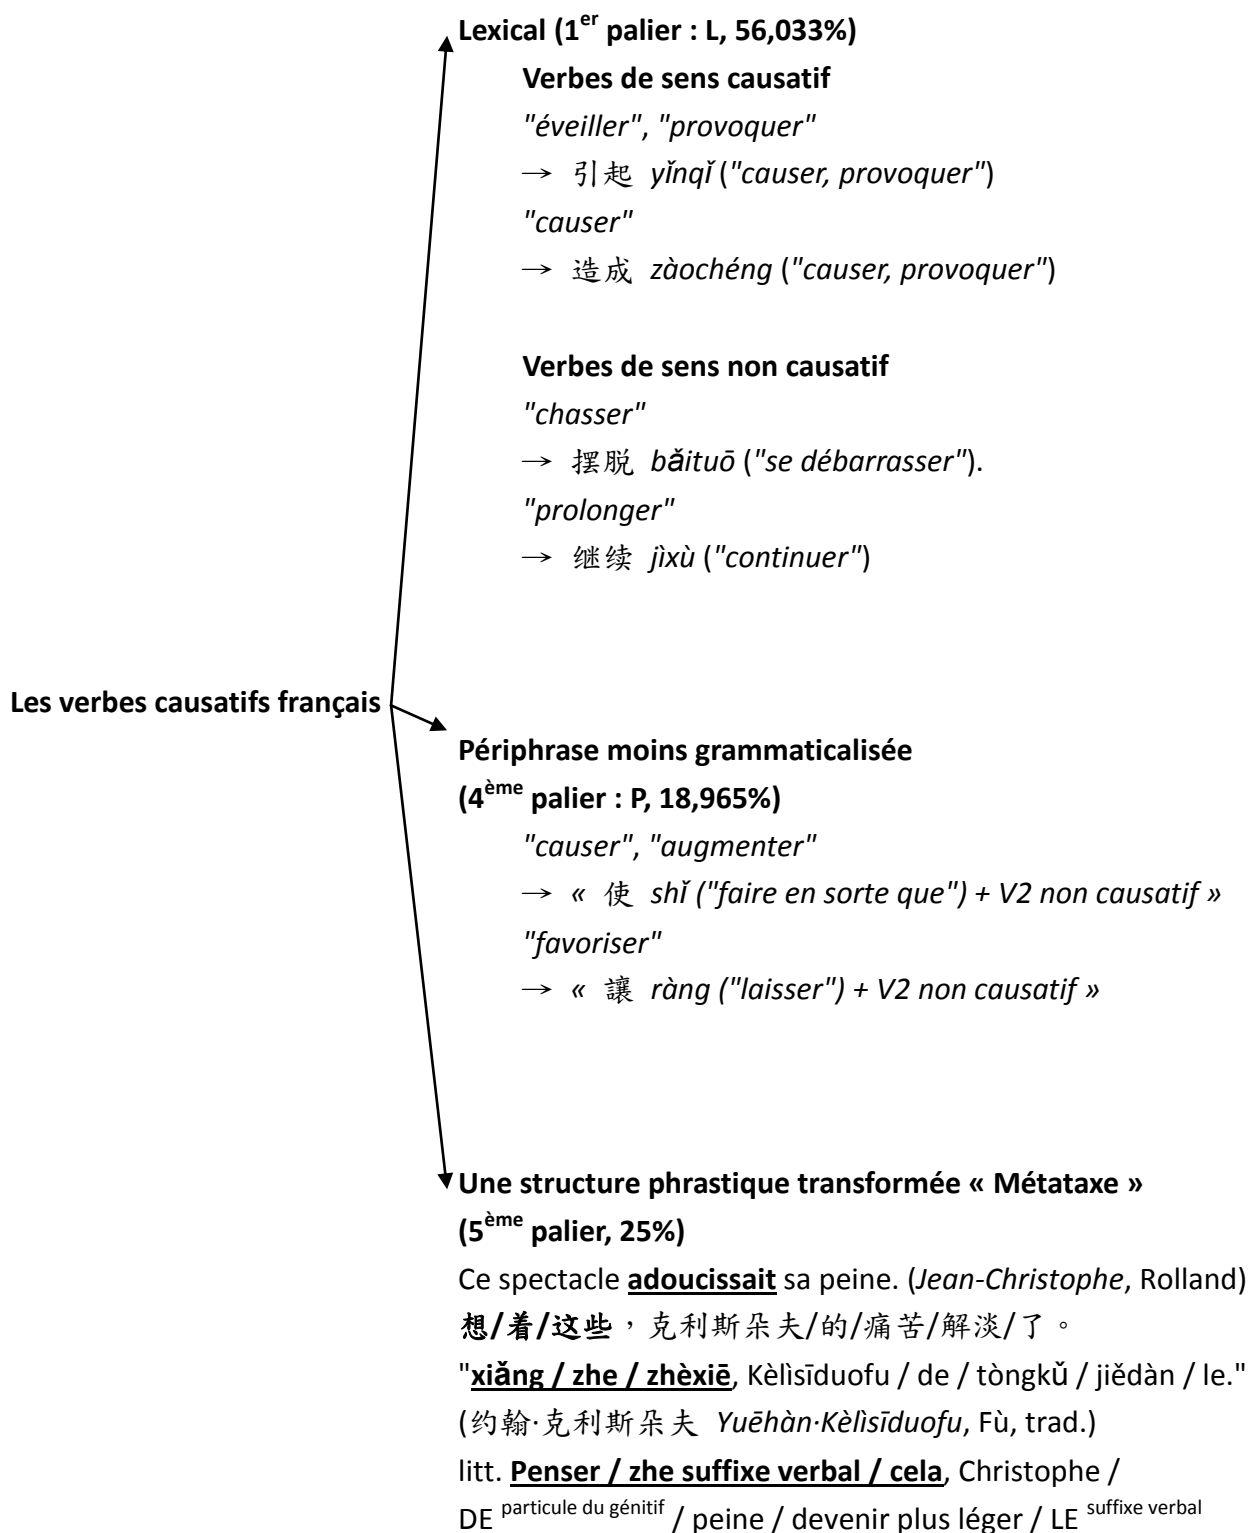 Lexical (1er palier : L, 56,033%)
Verbes de sens causatif
"éveiller", "provoquer"
→ 引起 yǐnqǐ ("causer, provoquer")
"causer"
→ 造成 zàochéng ("causer, provoquer")
Verbes de sens non causatif
"chasser"
→ 摆脱 bǎituō ("se débarrasser").
"prolonger"
→ 继续 jìxù ("continuer")
Les verbes causatifs français
Périphrase moins grammaticalisée
(4ème palier : P, 18,965%)
"causer", "augmenter"
→ « 使 shǐ ("faire en sorte que") + V2 non causatif »
"favoriser"
→ « 讓 ràng ("laisser") + V2 non causatif »
Une structure phrastique transformée « Métataxe »
(5ème palier, 25%)
Ce spectacle adoucissait sa peine. (Jean-Christophe, Rolland)
想/着/这些，克利斯朵夫/的/痛苦/解淡/了。
"xiǎng / zhe / zhèxiē, Kèlìsīduofu / de / tòngkǔ / jiědàn / le."
(约翰·克利斯朵夫 Yuēhàn·Kèlìsīduofu, Fù, trad.)
litt. Penser / zhe suffixe verbal / cela, Christophe /
DE particule du génitif / peine / devenir plus léger / LE suffixe verbal